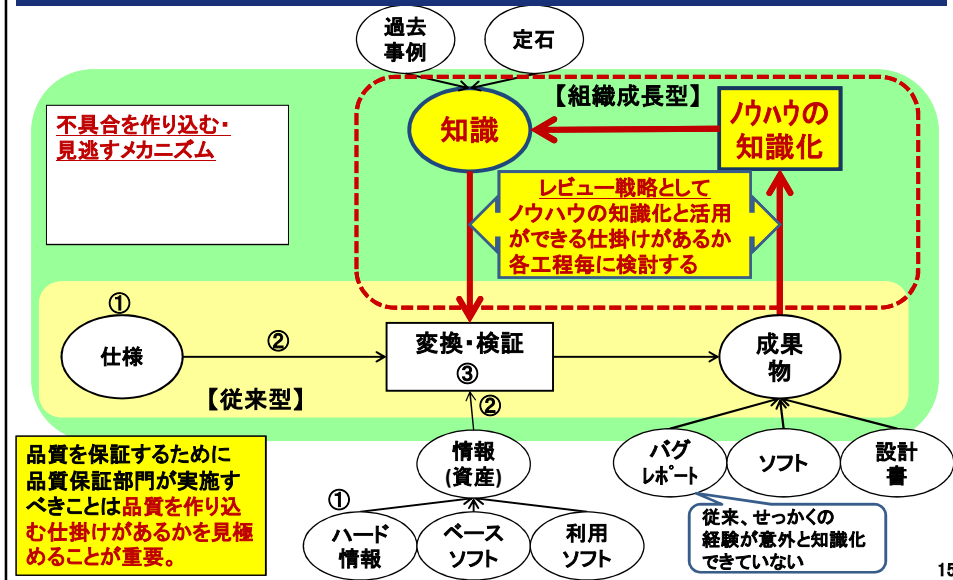 過去
事例
定石
【組織成長型】
不具合を作り込む・
見逃すメカニズム
知識
ノウハウの
知識化
レビュー戦略として
ノウハウの知識化と活用
ができる仕掛けがあるか
各工程毎に検討する
①
仕様
②
変換・検証
③
成果
物
【従来型】
②
品質を保証するために
品質保証部門が実施す
べきことは品質を作り込
む仕掛けがあるかを見極
めることが重要。
情報
(資産)
①
ハード
情報
ベース
ソフト
利用
ソフト
バグ
レポート
ソフト
設計
書
従来、せっかくの
経験が意外と知識化
できていない
15